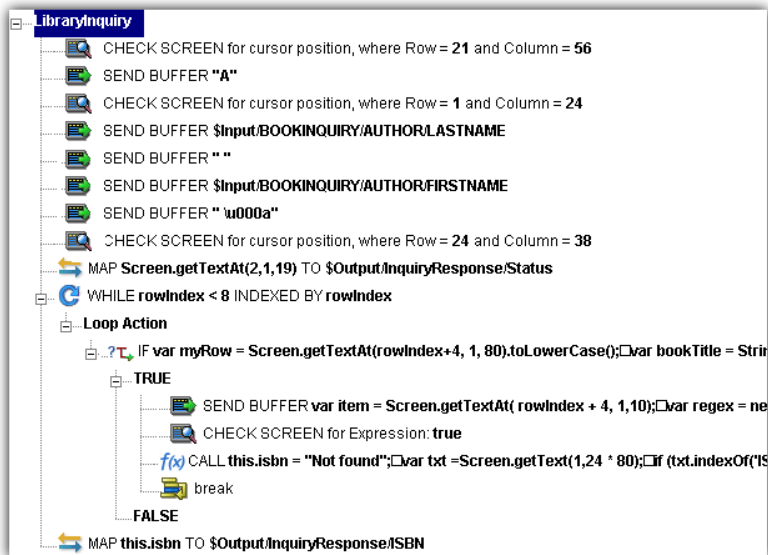 LibraryInquiry
CHECK SCREEN for cursor position, where Row = 21 and Column = 56
SEND BUFFER "A"
CHECK SCREEN for cursor position, where Row = 1 and Column = 24
SEND BUFFER $Input/BOOKINQUIRY/AUTHOR/LASTNAME
SEND BUFFER " "
SEND BUFFER $Input/BOOKINQUIRY/AUTHOR/FIRSTNAME
SEND BUFFER " \u000a"
CHECK SCREEN for cursor position, where Row = 24 and Column = 38
MAP Screen.getTextAt(2,1,19) TO $Output/InquiryResponse/Status
WHILE rowIndex < 8 INDEXED BY rowIndex
Loop Action
IF var myRow = Screen.getTextAt(rowIndex+4, 1, 80).toLowerCase();□var bookTitle = Strin
TRUE
SEND BUFFER var item = Screen.getTextAt( rowIndex + 4, 1,10);□var regex = ne
CHECK SCREEN for Expression: true
f(x) CALL this.isbn = "Not found";□var txt =Screen.getText(1,24 * 80);□if (txt.indexOf('IS
break
FALSE
MAP this.isbn TO $Output/InquiryResponse/ISBN